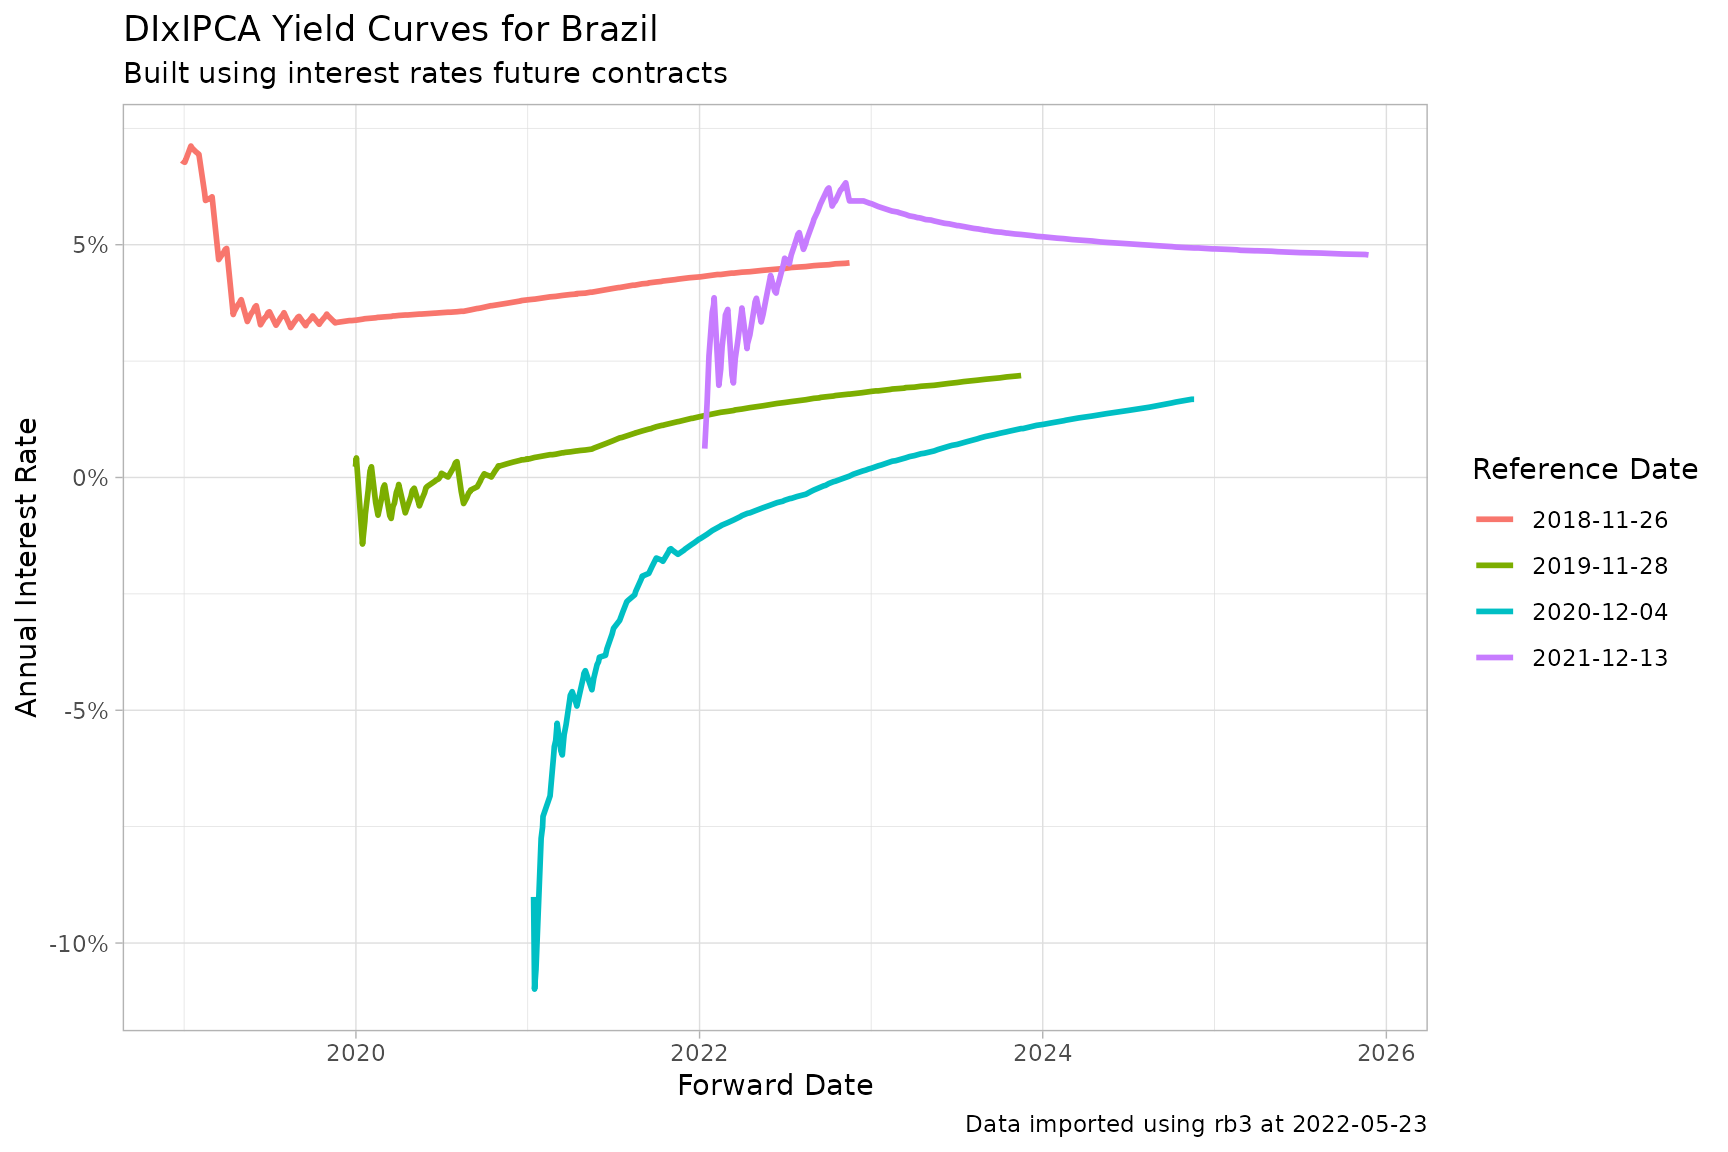 DIxIPCA Yield Curves for Brazil
Built using interest rates future contracts
Annual Interest Rate
5%
0%
-5%
-10%
2020
2022
2024
2026
Forward Date
Reference Date
2018-11-26
2019-11-28
2020-12-04
2021-12-13
Data imported using rb3 at 2022-05-23